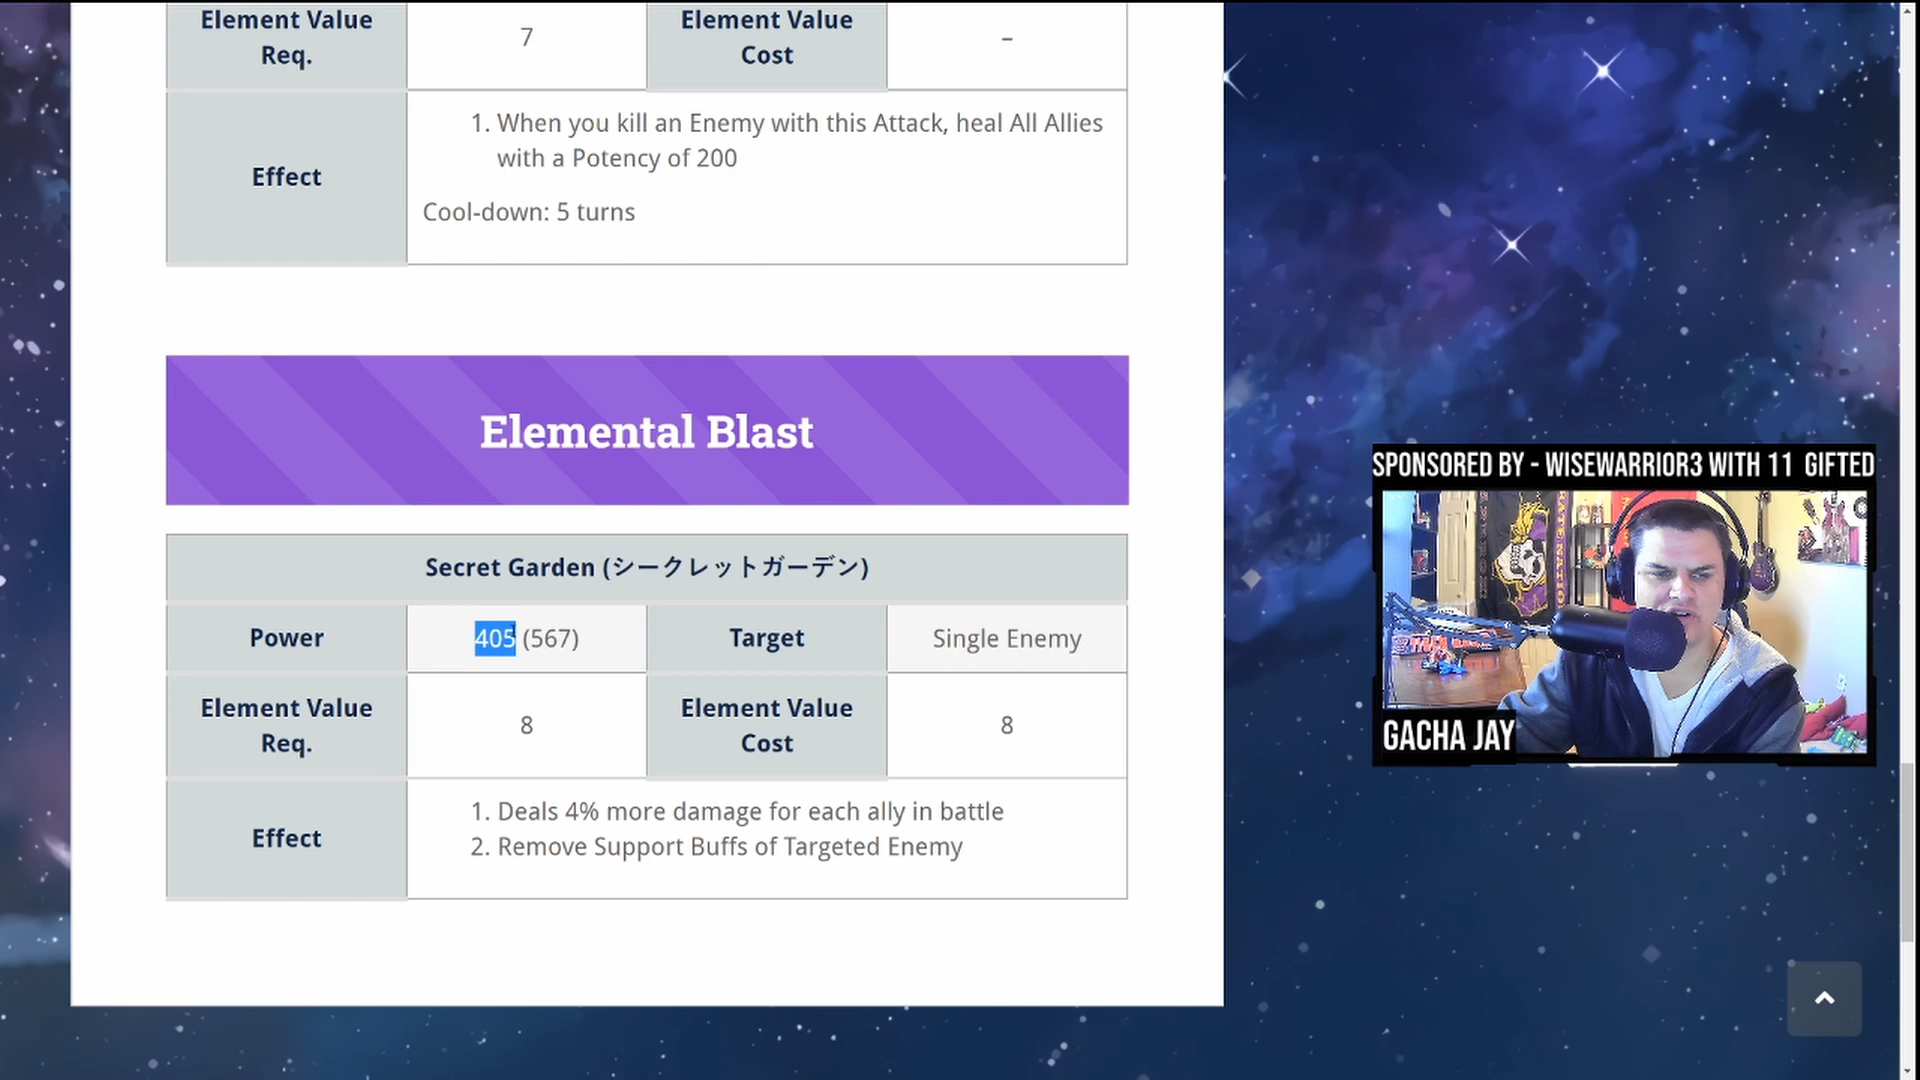 Element Value
Req.
7
Element Value
Cost
–
Effect
1. When you kill an Enemy with this Attack, heal All Allies
with a Potency of 200
Cool-down: 5 turns
Elemental Blast
Secret Garden (シークレットガーデン)
Power
405 (567)
Target
Single Enemy
Element Value
Req.
8
Element Value
Cost
8
Effect
1. Deals 4% more damage for each ally in battle
2. Remove Support Buffs of Targeted Enemy
SPONSORED BY - WISEWARRIOR3 WITH 11 GIFTED
GACHA JAY